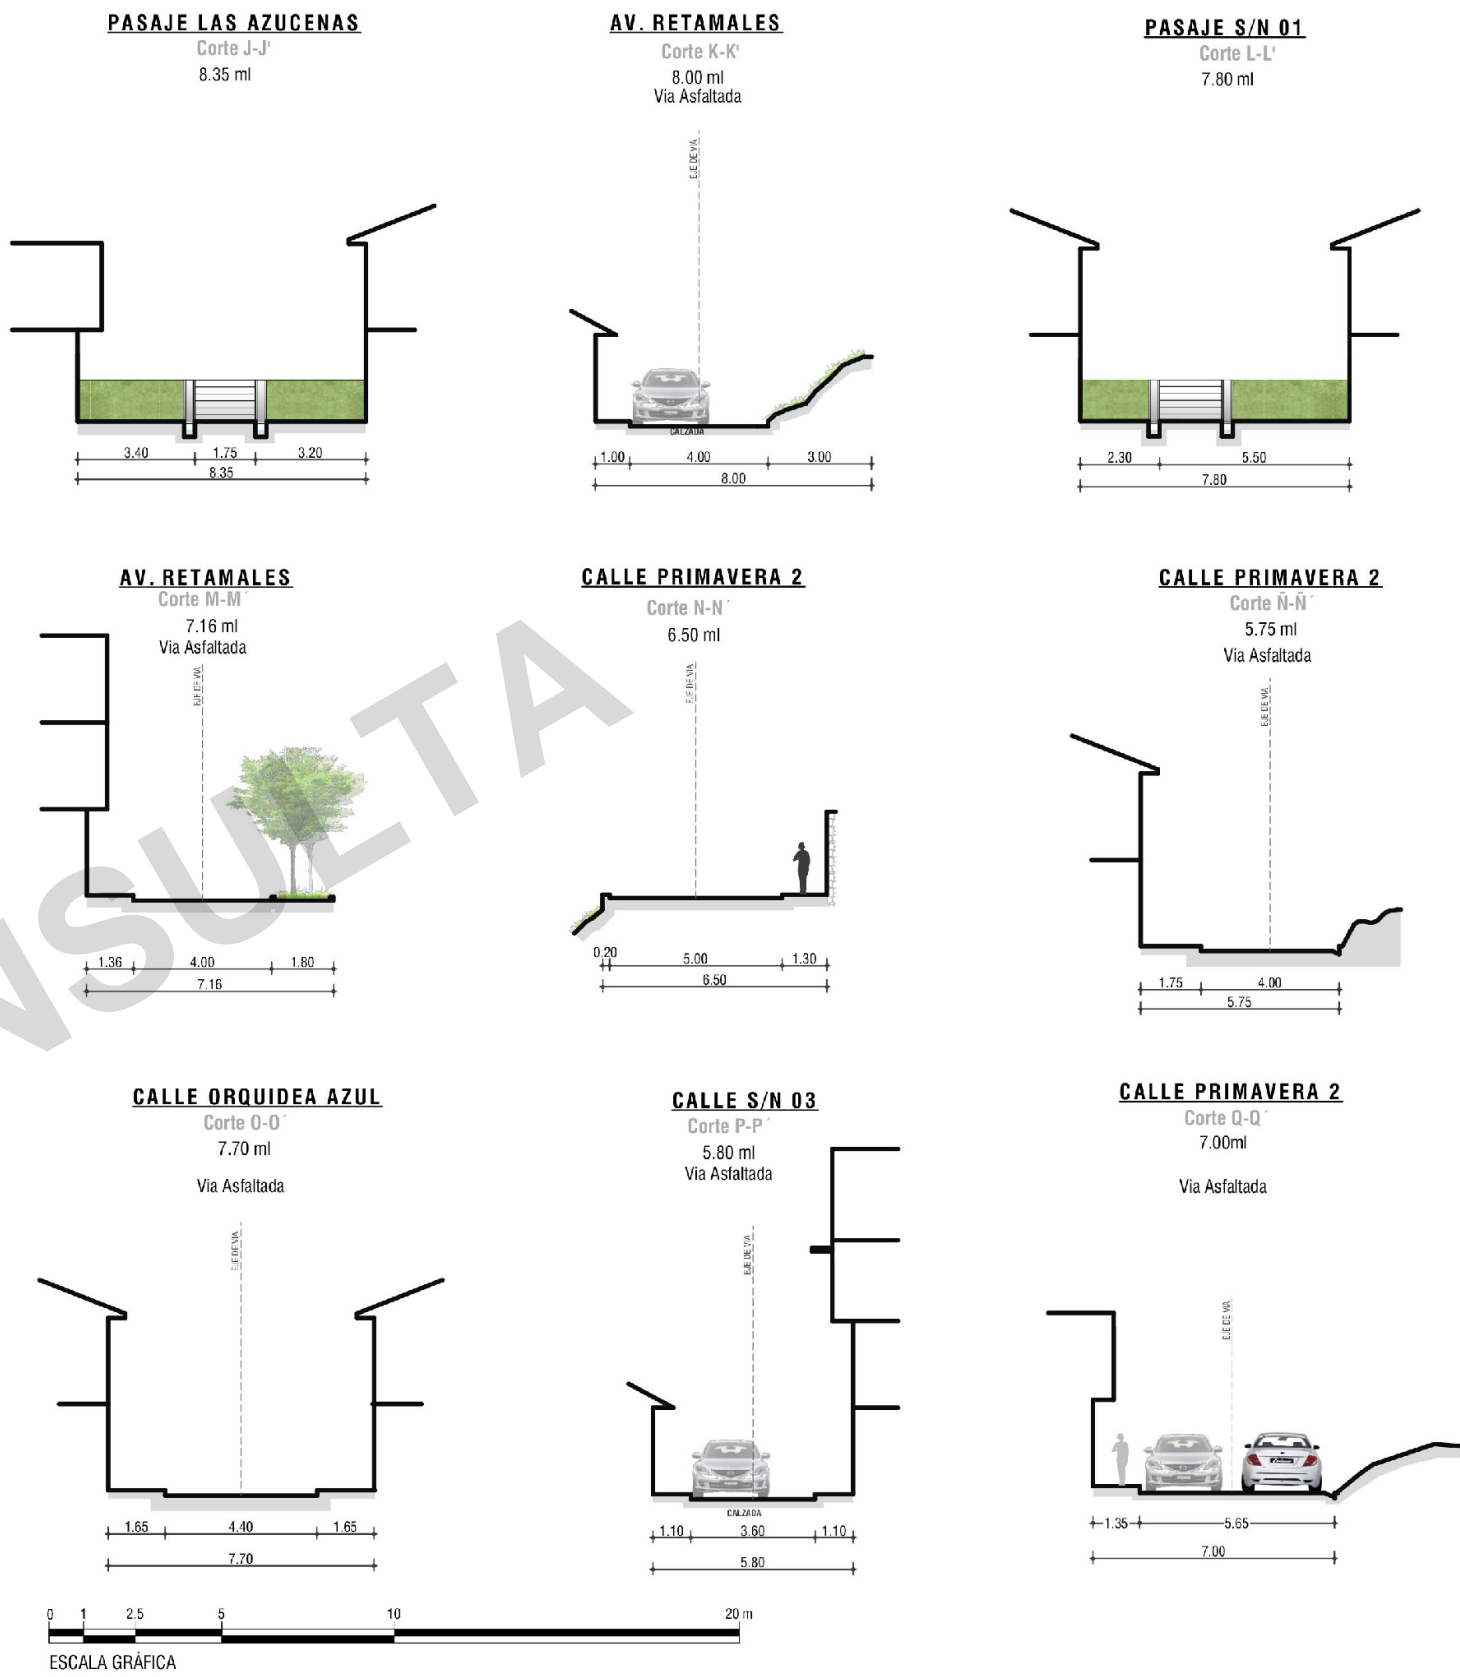 PASAJE LAS AZUCENAS
Corte J-J'
8.35 ml
3.40 1.75 3.20
8.35
AV. RETAMALES
Corte K-K'
8.00 ml
Via Asfaltada
EJE DE VIA
CALZADA
1.00 4.00 3.00
8.00
PASAJE S/N 01
Corte L-L'
7.80 ml
2.30 5.50
7.80
AV. RETAMALES
Corte M-M´
7.16 ml
Via Asfaltada
EJE DE VIA
1.36 4.00 1.80
7.16
CALLE PRIMAVERA 2
Corte N-N´
6.50 ml
EJE DE VIA
0.20 5.00 1.30
6.50
CALLE PRIMAVERA 2
Corte Ñ-Ñ´
5.75 ml
Via Asfaltada
EJE DE VIA
1.75 4.00
5.75
NSULTA
CALLE ORQUIDEA AZUL
Corte O-O´
7.70 ml
Via Asfaltada
EJE DE VIA
1.65 4.40 1.65
7.70
CALLE S/N 03
Corte P-P´
5.80 ml
Via Asfaltada
EJE DE VIA
CALZADA
1.10 3.60 1.10
5.80
CALLE PRIMAVERA 2
Corte Q-Q´
7.00ml
Via Asfaltada
EJE DE VIA
1.35 5.65
7.00
0 1 2.5 5 10 20 m
ESCALA GRÁFICA